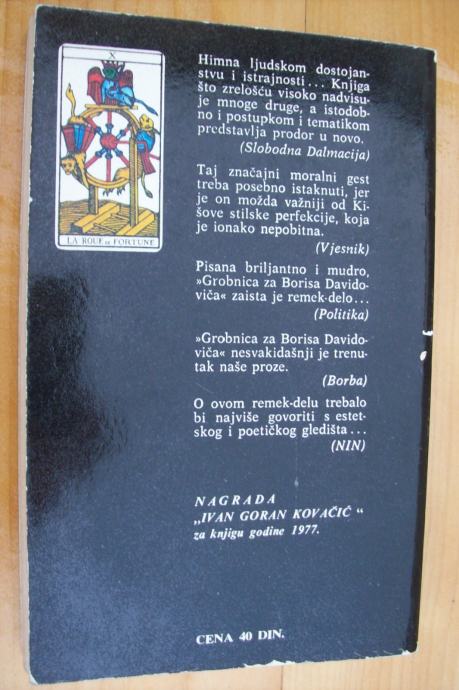 X
LA ROUE DE FORTUNE
Himna ljudskom dostojan-
stvu i istrajnosti... Knjiga
što zrelošću visoko nadvisu-
je mnoge druge, a istodob-
no i postupkom i tematikom
predstavlja prodor u novo.
(Slobodna Dalmacija)
Taj značajni moralni gest
treba posebno istaknuti, jer
je on možda važniji od Ki-
šove stilske perfekcije, koja
je ionako nepobitna.
(Vjesnik)
Pisana briljantno i mudro,
»Grobnica za Borisa Davido-
viča« zaista je remek-delo...
(Politika)
»Grobnica za Borisa Davido-
viča« nesvakidašnji je trenu-
tak naše proze.
(Borba)
O ovom remek-delu trebalo
bi najviše govoriti s estet-
skog i poetičkog gledišta...
(NIN)
NAGRADA
„IVAN GORAN KOVAČIĆ“
za knjigu godine 1977.
CENA 40 DIN.